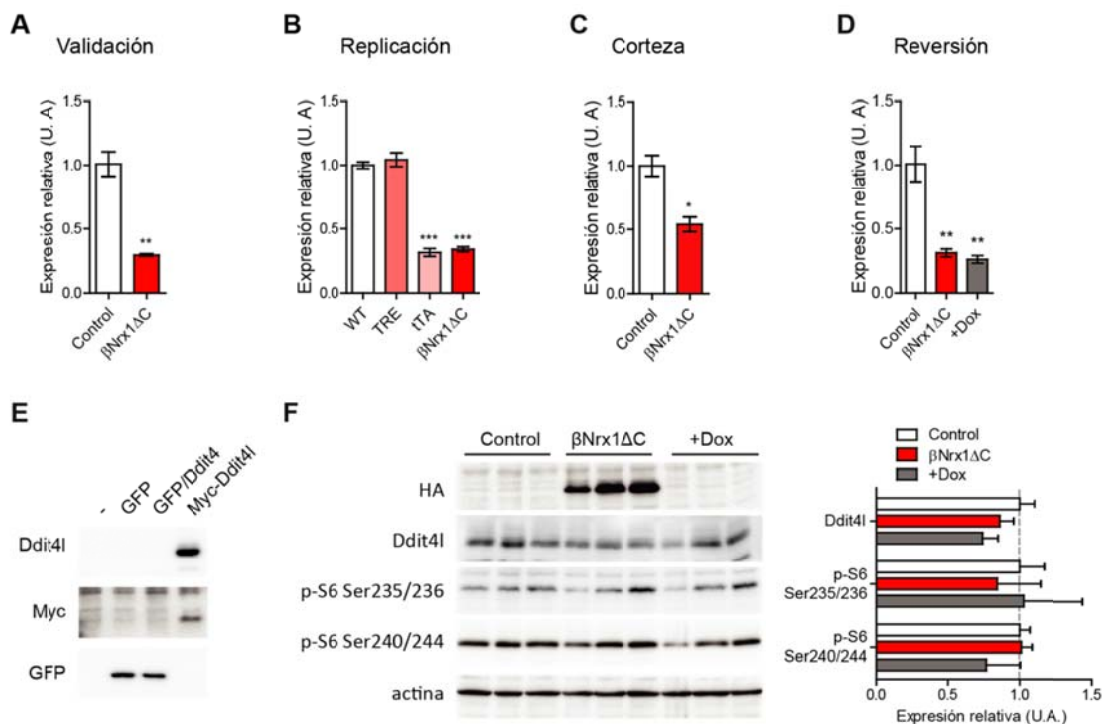 A
Validación
Expresión relativa (U. A)
1.5
1.0
0.5
0.0
**
Control
βNrx1ΔC
B
Replicación
Expresión relativa (U. A)
1.5
1.0
0.5
0.0
***
***
WT
TRE
tTA
βNrx1ΔC
C
Corteza
Expresión relativa (U. A)
1.5
1.0
0.5
0.0
*
Control
βNrx1ΔC
D
Reversión
Expresión relativa (U. A)
1.5
1.0
0.5
0.0
**
**
Control
βNrx1ΔC
+Dox
E
-
GFP
GFP/Ddit4
Myc-Ddit4l
Ddit4l
Myc
GFP
F
Control
βNrx1ΔC
+Dox
HA
Ddit4l
p-S6 Ser235/236
p-S6 Ser240/244
actina
Control
βNrx1ΔC
+Dox
Ddit4l
p-S6
Ser235/236
p-S6
Ser240/244
0.0
0.5
1.0
1.5
Expresión relativa (U.A.)